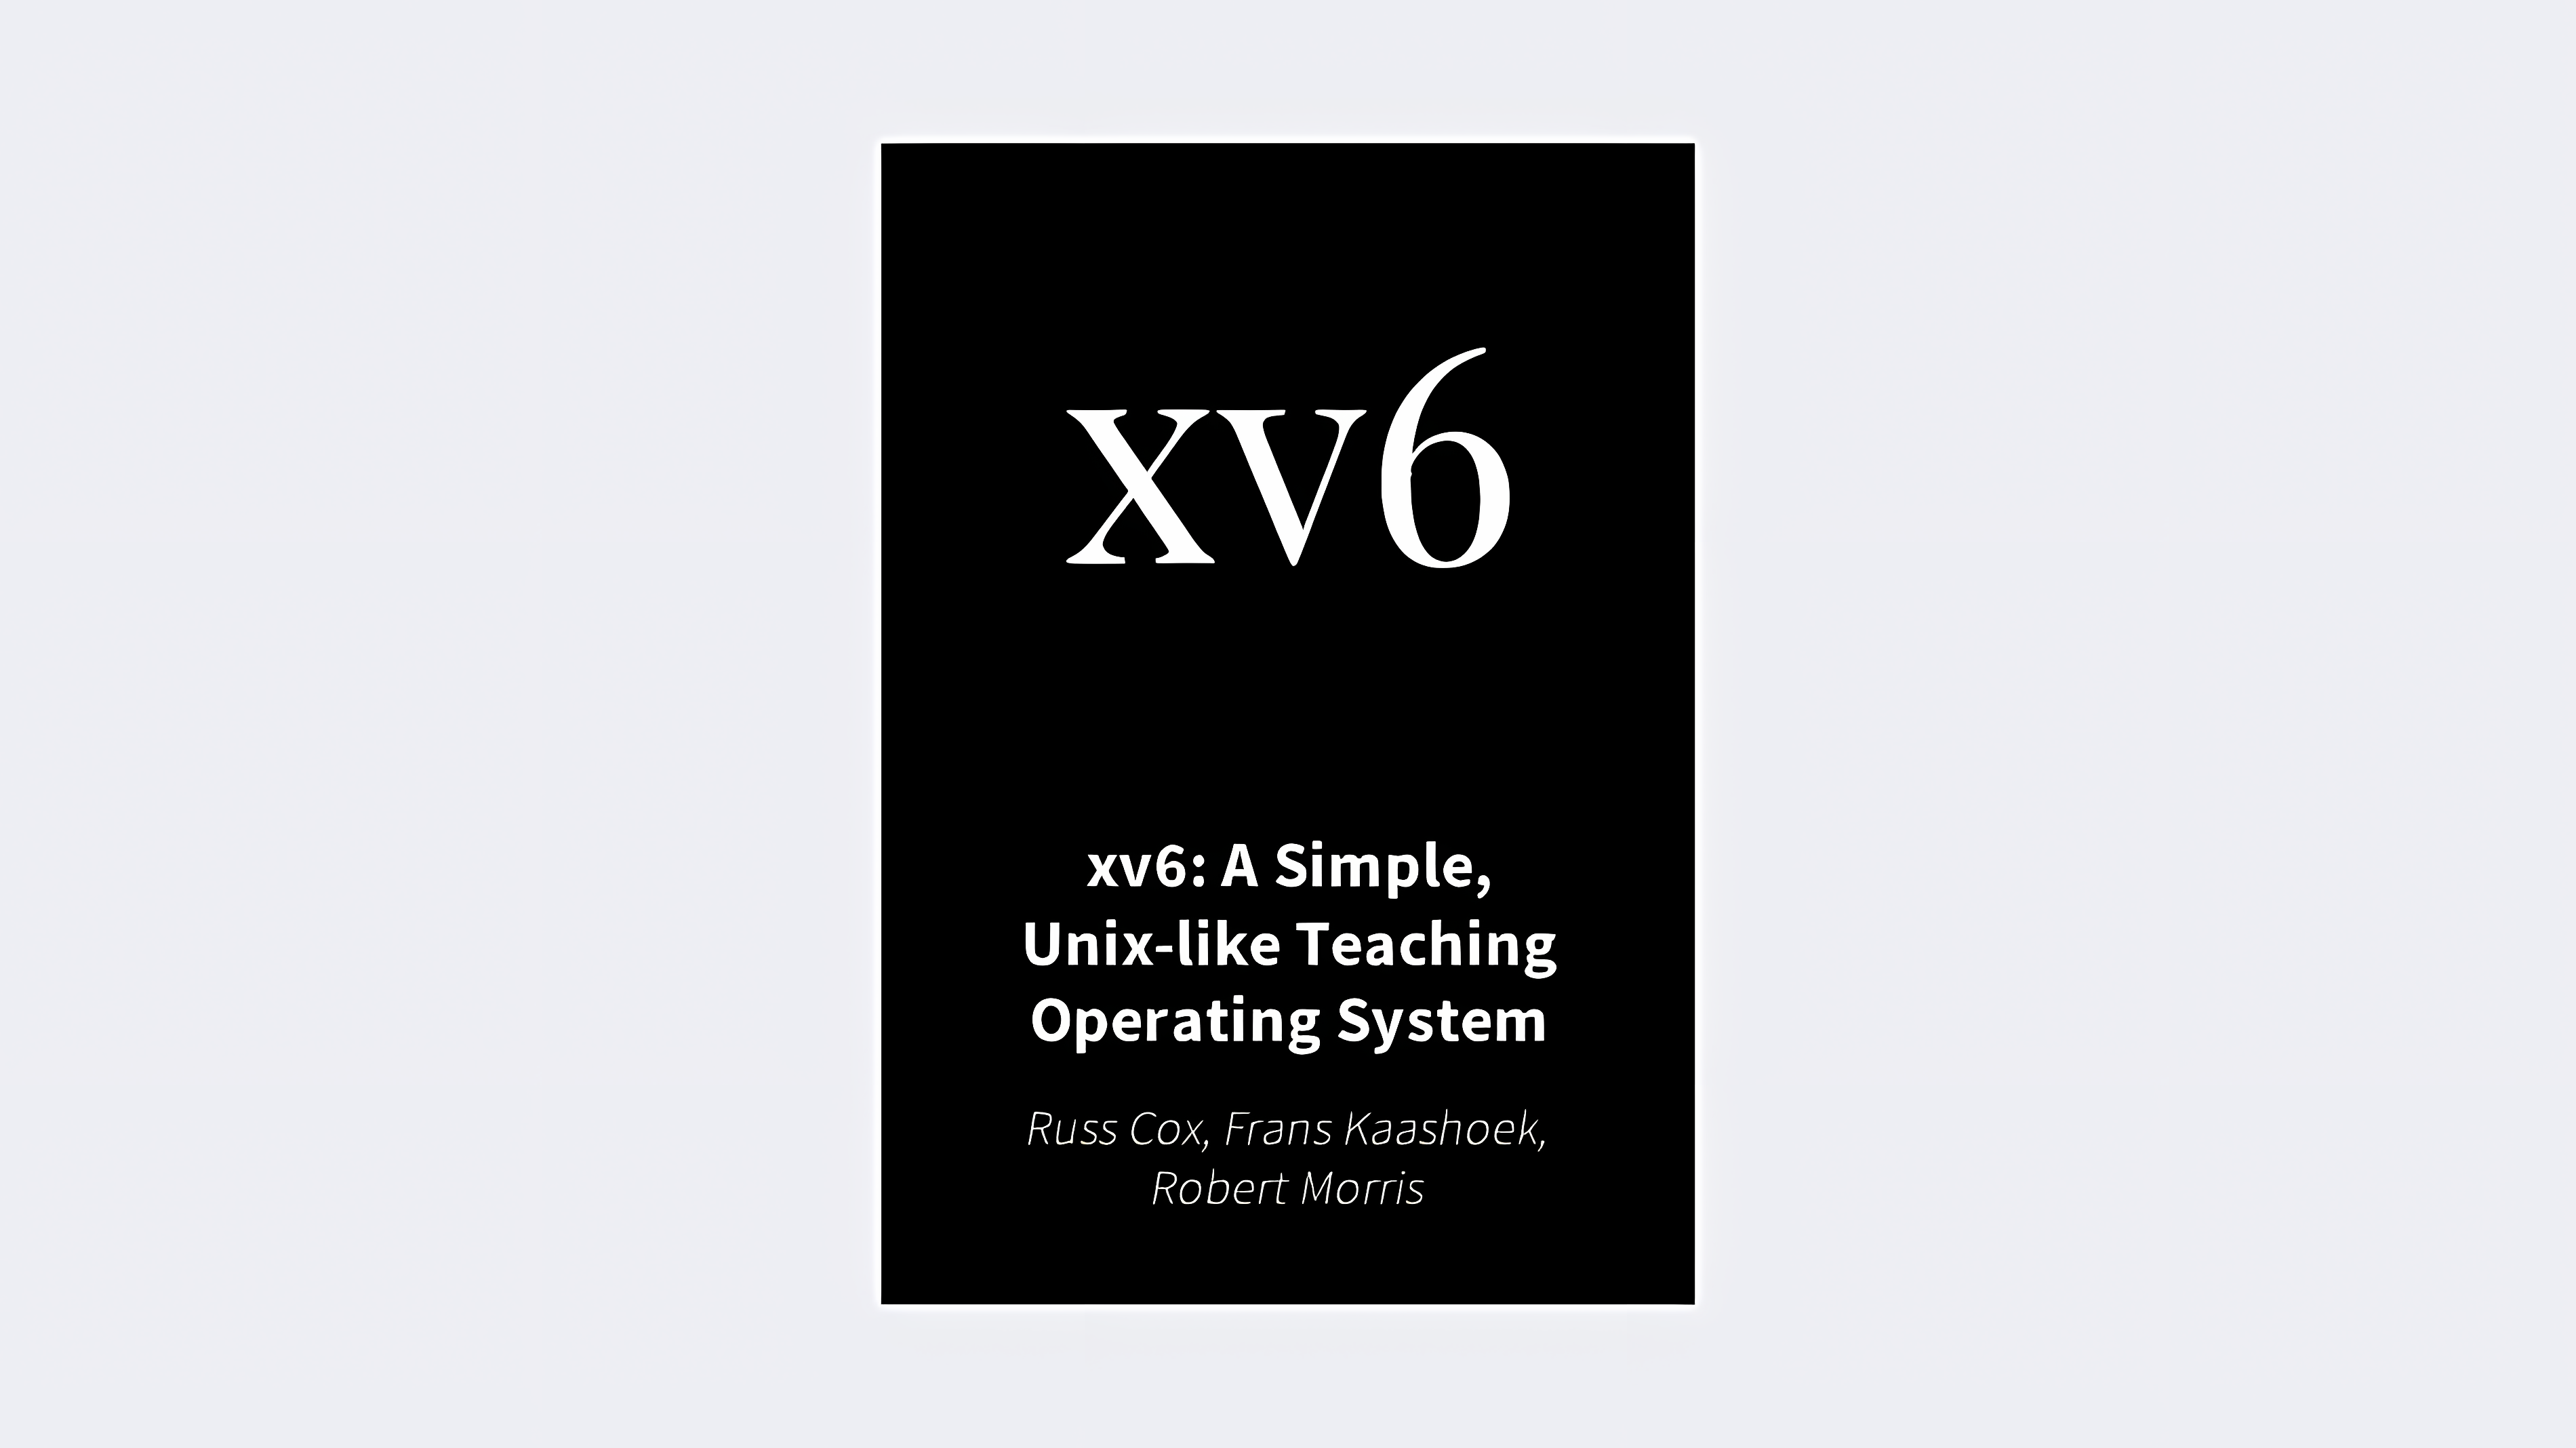 xv6
xv6: A Simple,
Unix-like Teaching
Operating System
Russ Cox, Frans Kaashoek,
Robert Morris